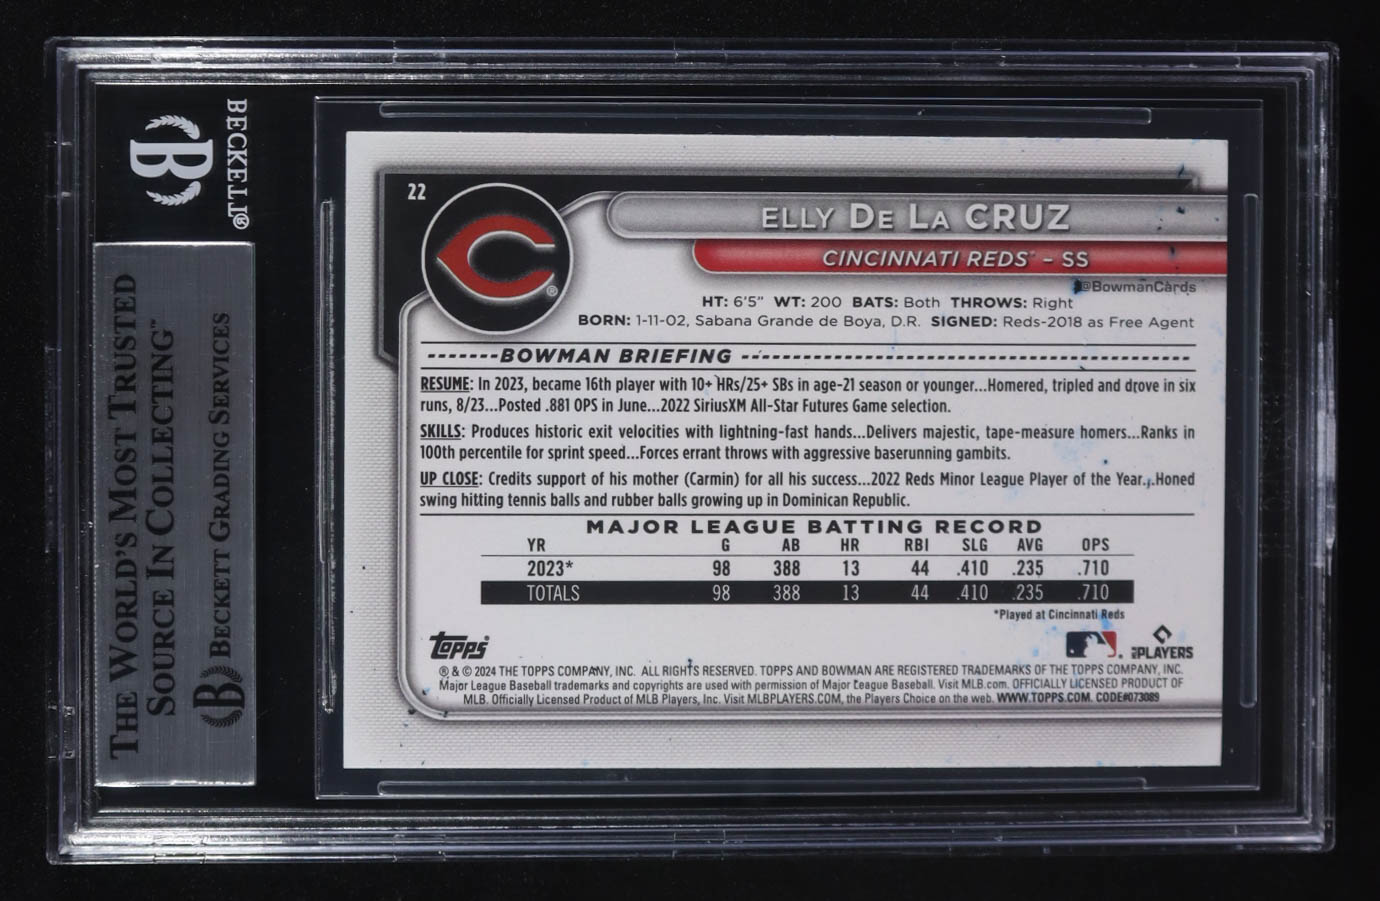 BECKETT®
B
THE WORLD'S MOST TRUSTED
SOURCE IN COLLECTING™
BECKETT GRADING SERVICES
B
22
C
®
ELLY DE LA CRUZ
CINCINNATI REDS - SS
@BowmanCards
HT: 6'5" WT: 200 BATS: Both THROWS: Right
BORN: 1-11-02, Sabana Grande de Boya, D.R. SIGNED: Reds-2018 as Free Agent
-------BOWMAN BRIEFING -------
RESUME: In 2023, became 16th player with 10+ HRs/25+ SBs in age-21 season or younger...Homered, tripled and drove in six
runs, 8/23...Posted .881 OPS in June...2022 SiriusXM All-Star Futures Game selection.
SKILLS: Produces historic exit velocities with lightning-fast hands...Delivers majestic, tape-measure homers...Ranks in
100th percentile for sprint speed...Forces errant throws with aggressive baserunning gambits.
UP CLOSE: Credits support of his mother (Carmin) for all his success...2022 Reds Minor League Player of the Year...Honed
swing hitting tennis balls and rubber balls growing up in Dominican Republic.
MAJOR LEAGUE BATTING RECORD
YR G AB HR RBI SLG AVG OPS
2023* 98 388 13 44 .410 .235 .710
TOTALS 98 388 13 44 .410 .235 .710
*Played at Cincinnati Reds
topps®
PLAYERS
® & © 2024 THE TOPPS COMPANY, INC. ALL RIGHTS RESERVED. TOPPS AND BOWMAN ARE REGISTERED TRADEMARKS OF THE TOPPS COMPANY, INC.
Major League Baseball trademarks and copyrights are used with permission of Major League Baseball. Visit MLB.com. OFFICIALLY LICENSED PRODUCT OF
MLB. Officially Licensed Product of MLB Players, Inc. Visit MLBPLAYERS.COM, the Players Choice on the web. WWW.TOPPS.COM. CODE#073089